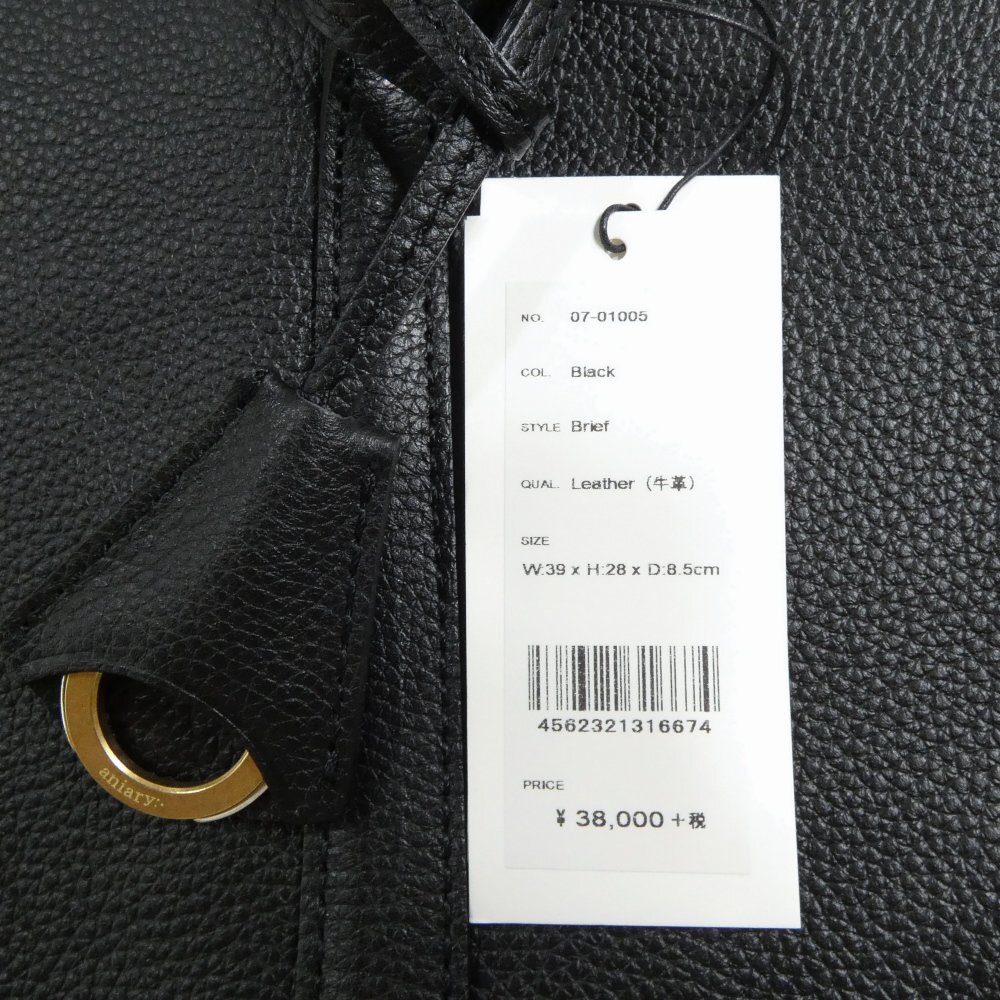 NO. 07-01005
COL. Black
STYLE Brief
QUAL. Leather (牛革)
SIZE
W:39 x H:28 x D:8.5cm
4562321316674
PRICE
¥ 38,000 +税
aniary:·